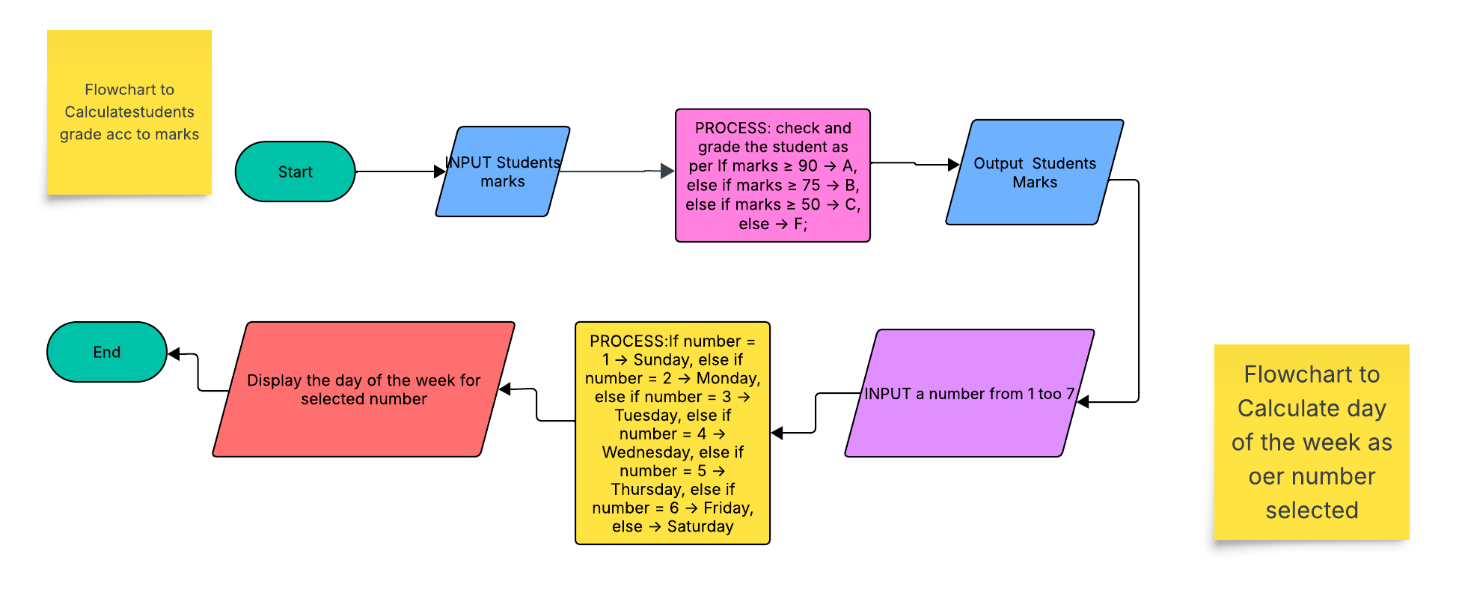 Flowchart to
Calculatestudents
grade acc to marks
Start
INPUT Students
marks
PROCESS: check and
grade the student as
per If marks ≥ 90 → A,
else if marks ≥ 75 → B,
else if marks ≥ 50 → C,
else → F;
Output  Students
Marks
End
Display the day of the week for
selected number
PROCESS:If number =
1 → Sunday, else if
number = 2 → Monday,
else if number = 3 →
Tuesday, else if
number = 4 →
Wednesday, else if
number = 5 →
Thursday, else if
number = 6 → Friday,
else → Saturday
INPUT a number from 1 too 7
Flowchart to
Calculate day
of the week as
oer number
selected